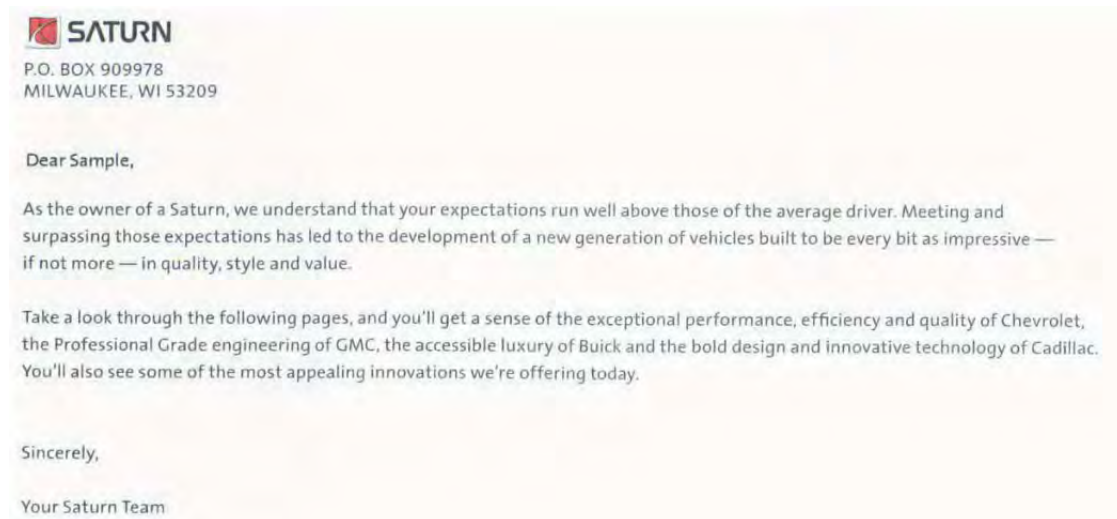 SATURN
P.O. BOX 909978
MILWAUKEE, WI 53209
Dear Sample,
As the owner of a Saturn, we understand that your expectations run well above those of the average driver. Meeting and
surpassing those expectations has led to the development of a new generation of vehicles built to be every bit as impressive —
if not more — in quality, style and value.
Take a look through the following pages, and you'll get a sense of the exceptional performance, efficiency and quality of Chevrolet,
the Professional Grade engineering of GMC, the accessible luxury of Buick and the bold design and innovative technology of Cadillac.
You'll also see some of the most appealing innovations we're offering today.
Sincerely,
Your Saturn Team